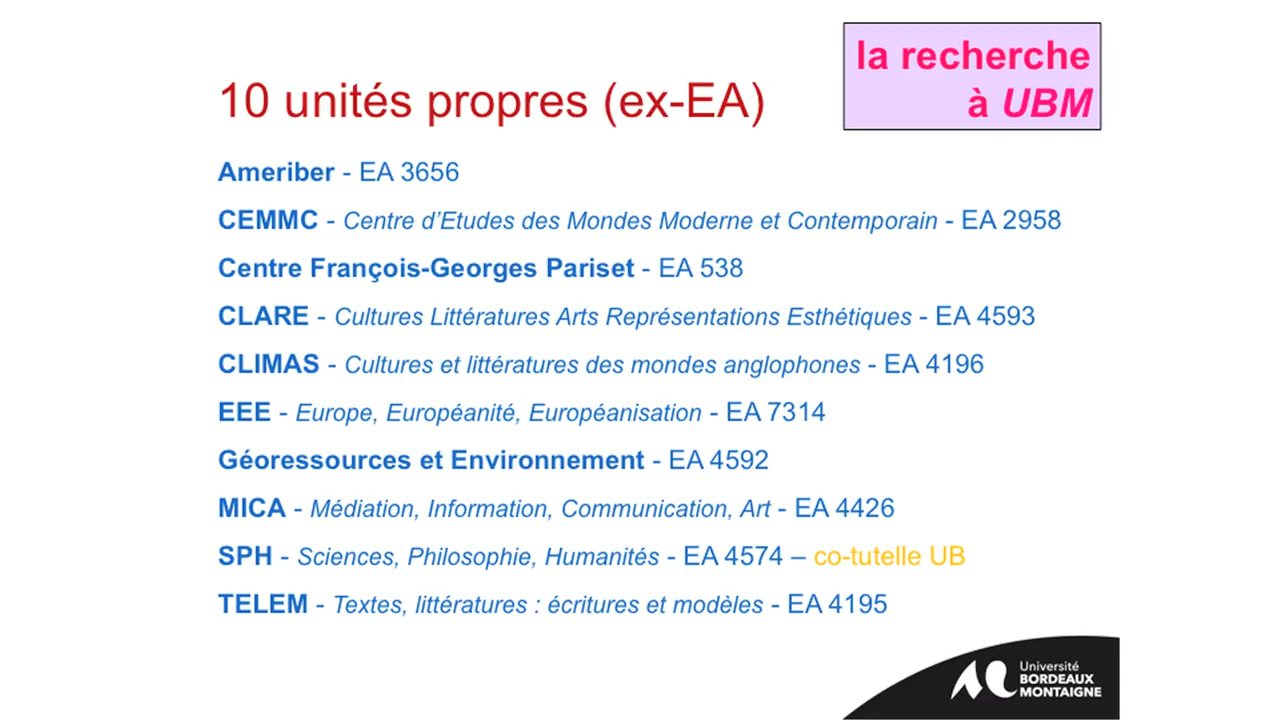 la recherche
à UBM
10 unités propres (ex-EA)
Ameriber - EA 3656
CEMMC - Centre d’Etudes des Mondes Moderne et Contemporain - EA 2958
Centre François-Georges Pariset - EA 538
CLARE - Cultures Littératures Arts Représentations Esthétiques - EA 4593
CLIMAS - Cultures et littératures des mondes anglophones - EA 4196
EEE - Europe, Européanité, Européanisation - EA 7314
Géoressources et Environnement - EA 4592
MICA - Médiation, Information, Communication, Art - EA 4426
SPH - Sciences, Philosophie, Humanités - EA 4574 – co-tutelle UB
TELEM - Textes, littératures : écritures et modèles - EA 4195
Université
BORDEAUX
MONTAIGNE